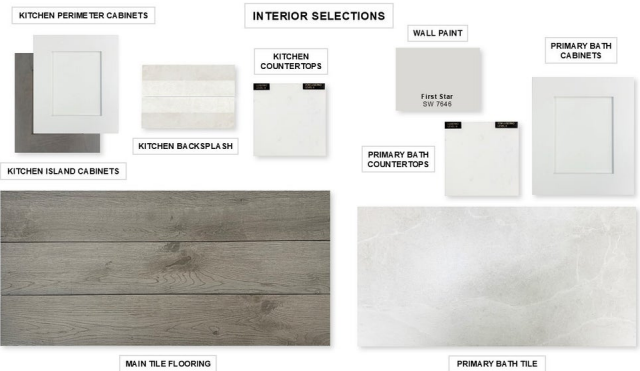 INTERIOR SELECTIONS
KITCHEN PERIMETER CABINETS
WALL PAINT
PRIMARY BATH
CABINETS
KITCHEN
COUNTERTOPS
First Star
SW 7646
KITCHEN BACKSPLASH
PRIMARY BATH
COUNTERTOPS
KITCHEN ISLAND CABINETS
MAIN TILE FLOORING
PRIMARY BATH TILE